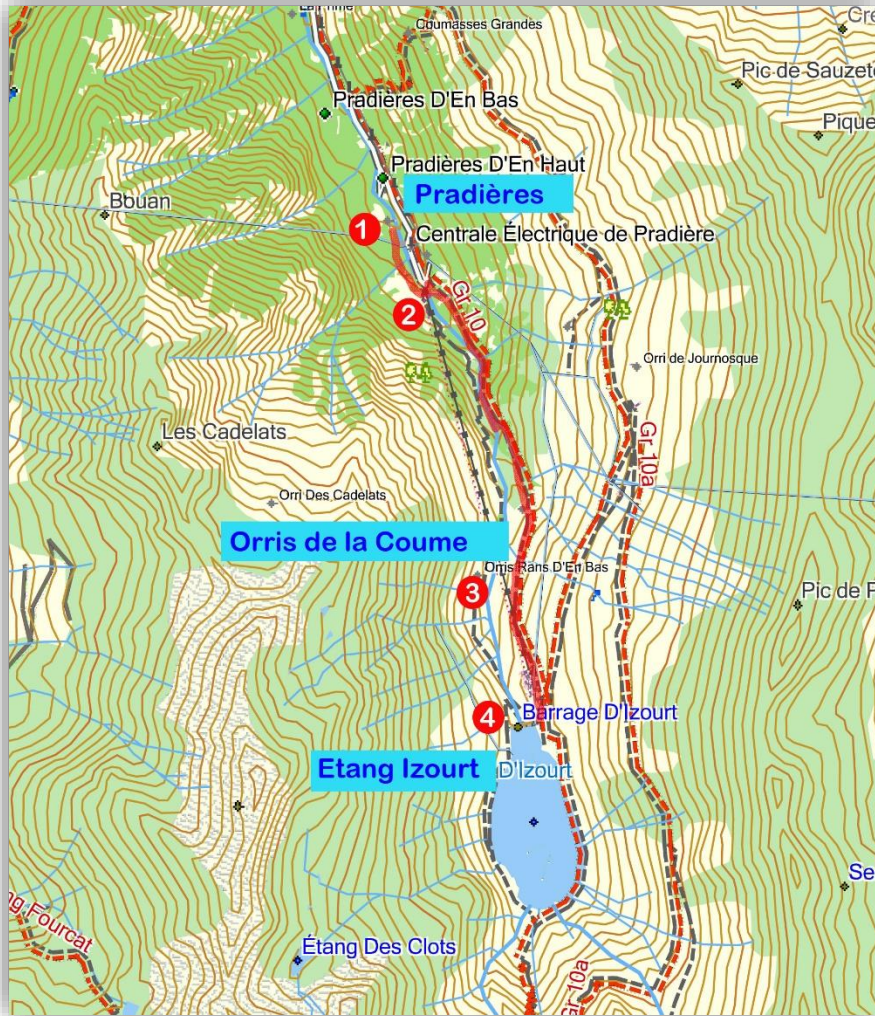 Coumasses Grandes
Pic de Sauzet
Pradières D'En Bas
Pique
Pradières D'En Haut
Pradières
Bouan
1
Centrale Électrique de Pradière
Gr 10
2
Orri de Journosque
Les Cadelats
Gr 10a
Orri Des Cadelats
Orris de la Coume
Orris Rans D'En Bas
3
Pic de
4
Barrage D'Izourt
Etang Izourt
D'Izourt
Se
ng Fourcat
Étang Des Clots
Gr 10a